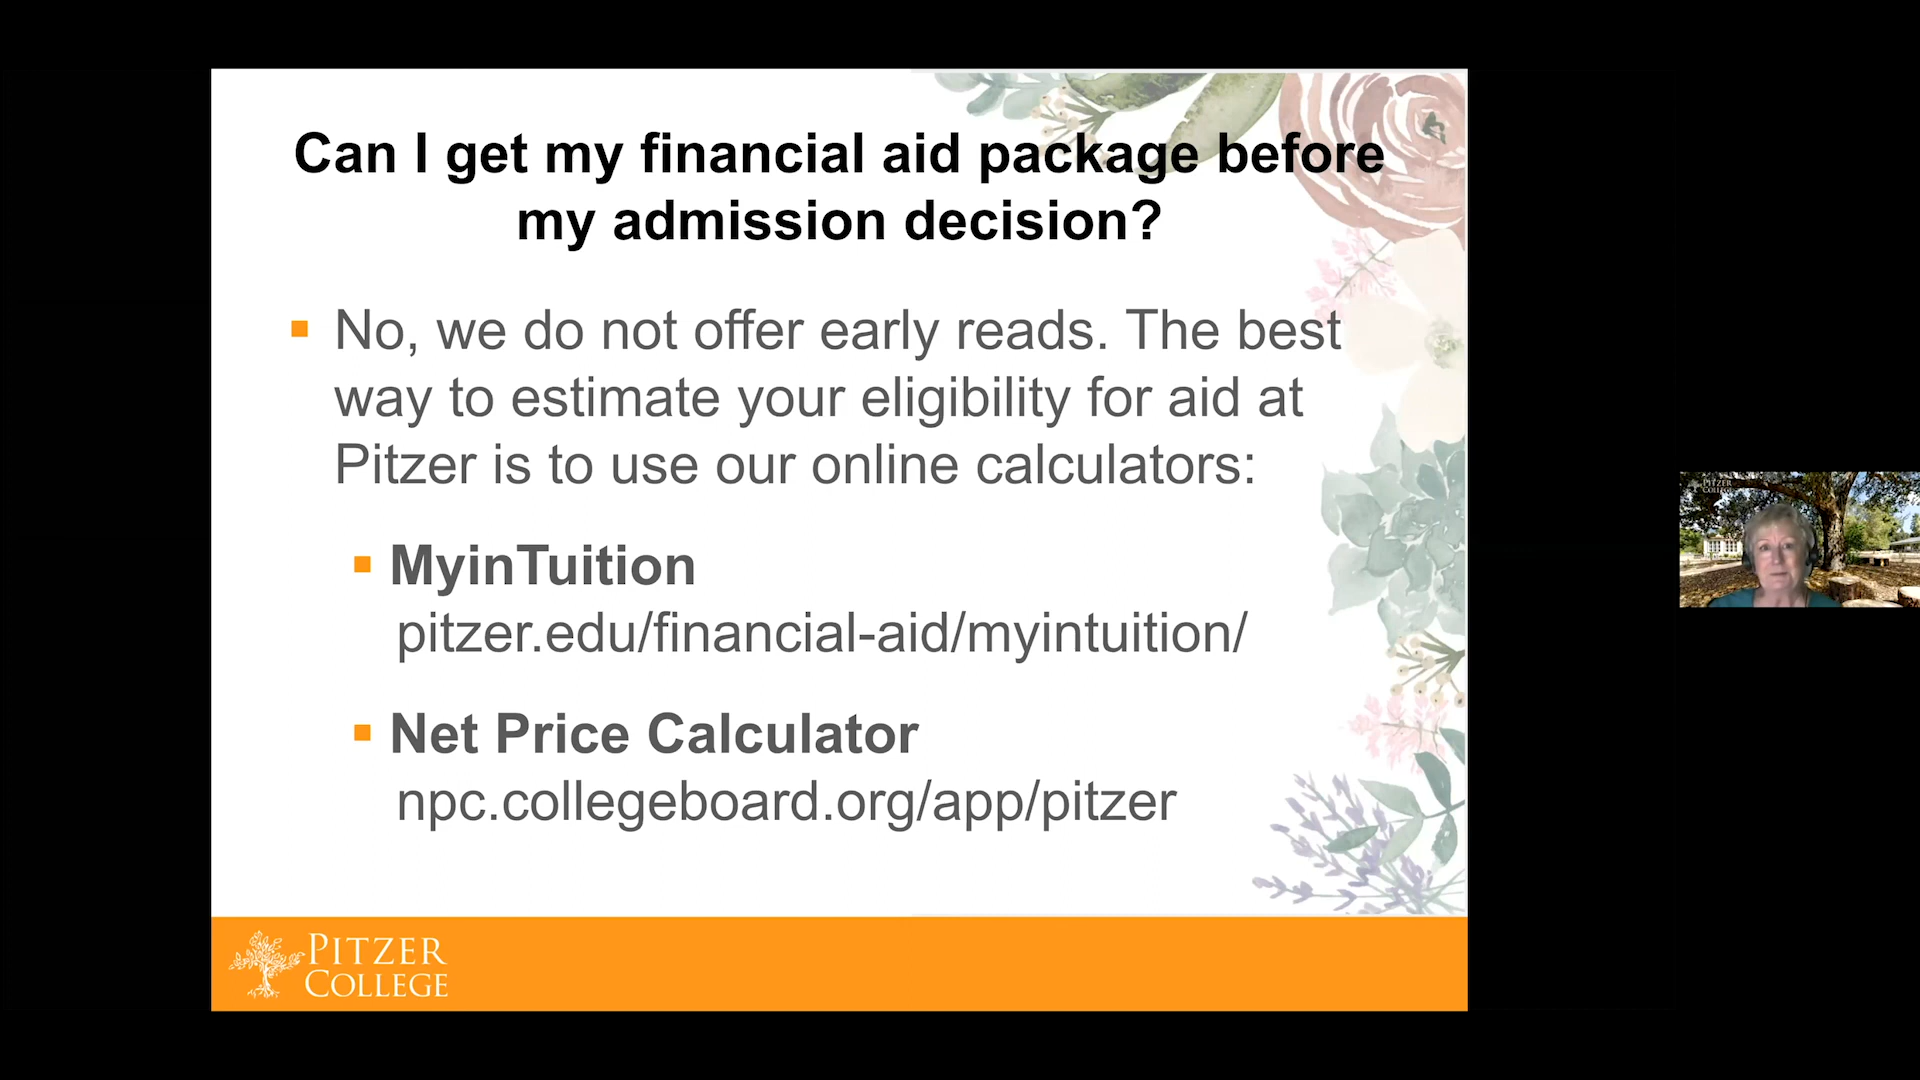 Can I get my financial aid package before
my admission decision?
No, we do not offer early reads. The best
way to estimate your eligibility for aid at
Pitzer is to use our online calculators:
MyinTuition
pitzer.edu/financial-aid/myintuition/
Net Price Calculator
npc.collegeboard.org/app/pitzer
PITZER
COLLEGE
PITZER
COLLEGE